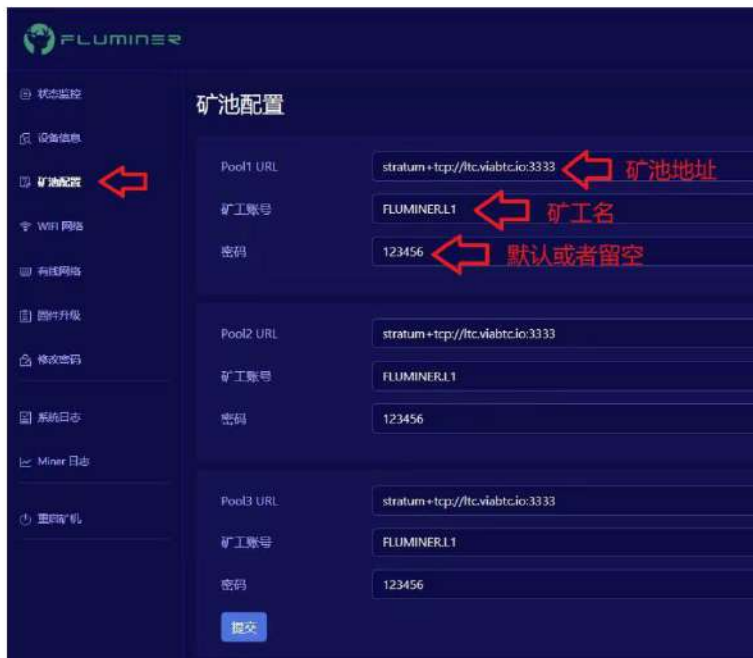 FLUMINER
状态监控
设备信息
矿池配置
WIFI 网络
有线网络
固件升级
修改密码
系统日志
Miner 日志
重启矿机
矿池配置
Pool1 URL stratum+tcp://ltc.viabtc.io:3333 矿池地址
矿工账号 FLUMINER.L1 矿工名
密码 123456 默认或者留空
Pool2 URL stratum+tcp://ltc.viabtc.io:3333
矿工账号 FLUMINER.L1
密码 123456
Pool3 URL stratum+tcp://ltc.viabtc.io:3333
矿工账号 FLUMINER.L1
密码 123456
提交